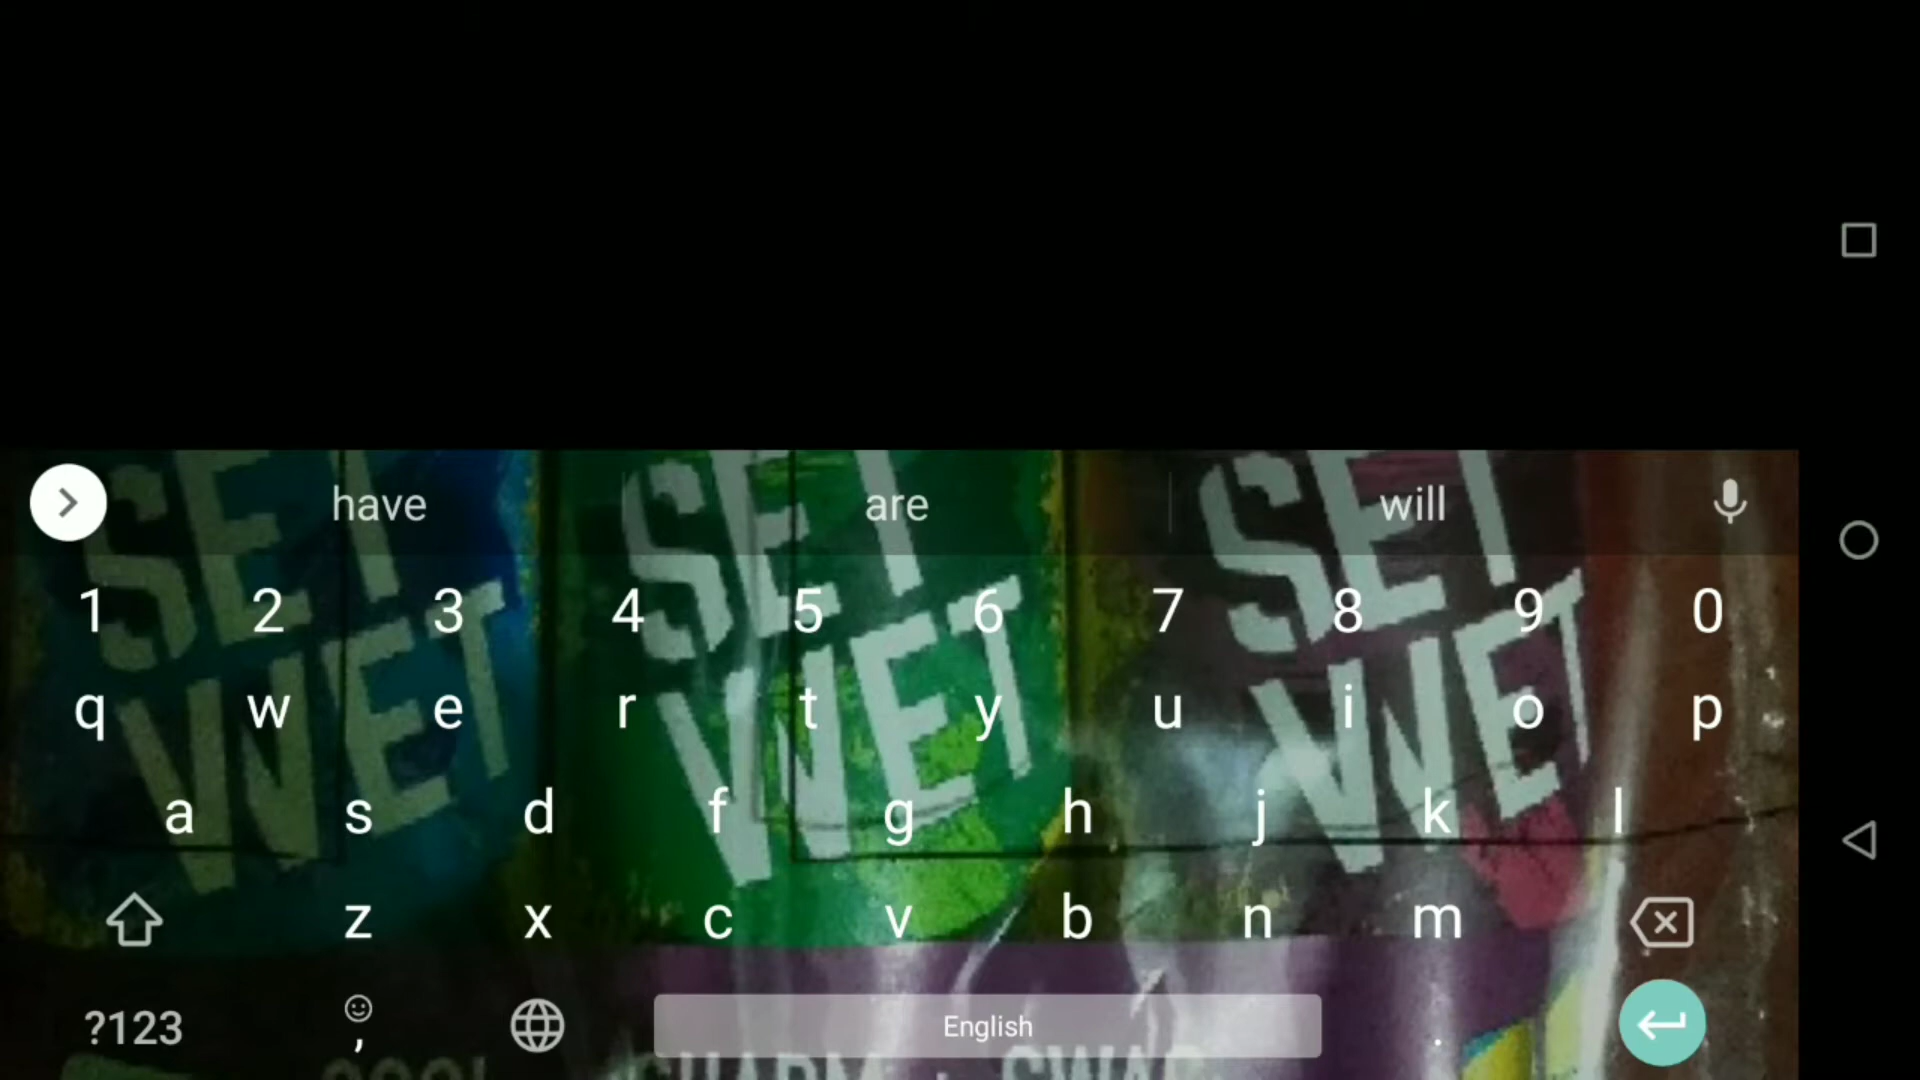 have are will
SET SET SET
1 2 3 4 5 6 7 8 9 0
WET WET WET
q w e r t y u i o p
a s d f g h j k l
z x c v b n m
?123 , English .